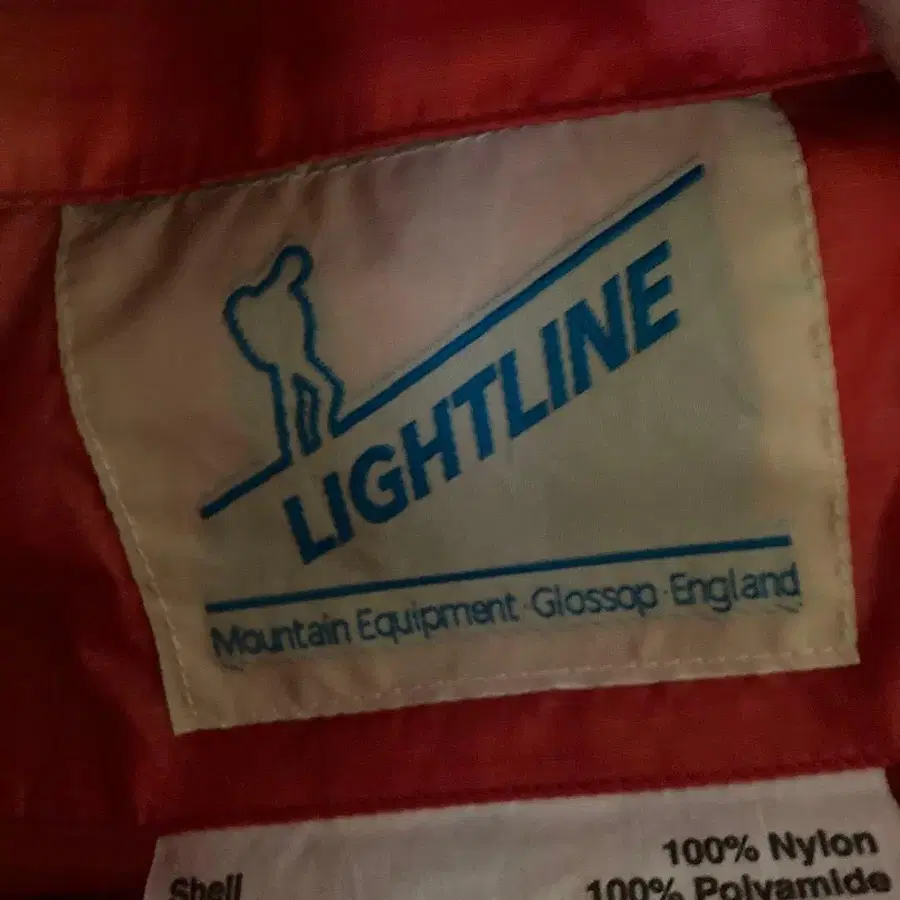 LIGHTLINE
Mountain Equipment · Glossop · England
100% Nylon
Shell 100% Polyamide